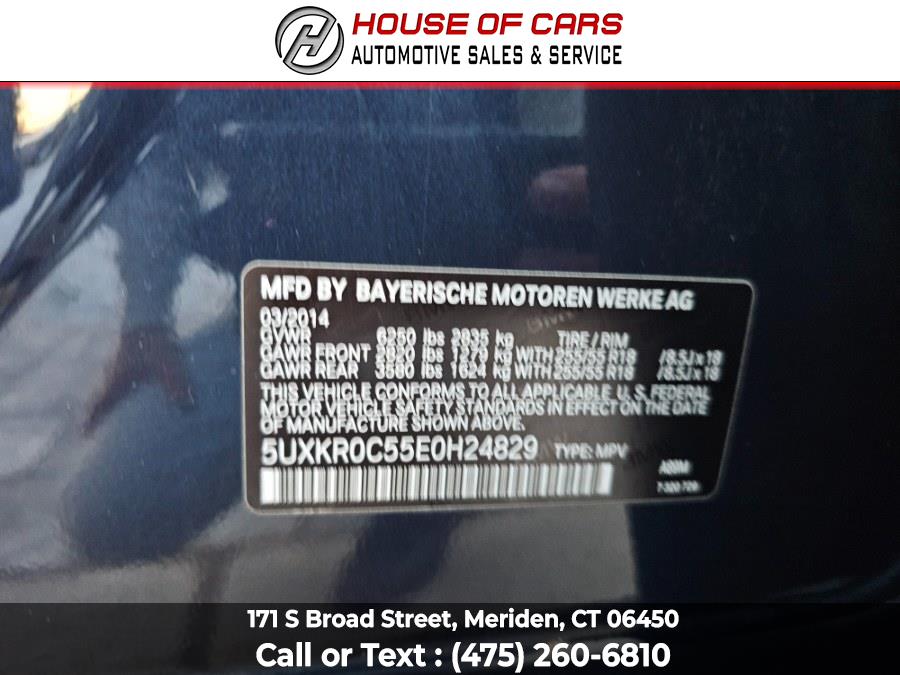 HOUSE OF CARS
AUTOMOTIVE SALES & SERVICE
MFD BY BAYERISCHE MOTOREN WERKE AG
03/2014
GVWR 6250 lbs 2835 kg TIRE / RIM
GAWR FRONT 2820 lbs 1279 kg WITH 255/55 R18 /8.5J x 18
GAWR REAR 3580 lbs 1624 kg WITH 255/55 R18 /8.5J x 18
THIS VEHICLE CONFORMS TO ALL APPLICABLE U. S. FEDERAL
MOTOR VEHICLE SAFETY STANDARDS IN EFFECT ON THE DATE
OF MANUFACTURE SHOWN ABOVE.
5UXKR0C55E0H24829 TYPE: MPV
171 S Broad Street, Meriden, CT 06450
Call or Text : (475) 260-6810